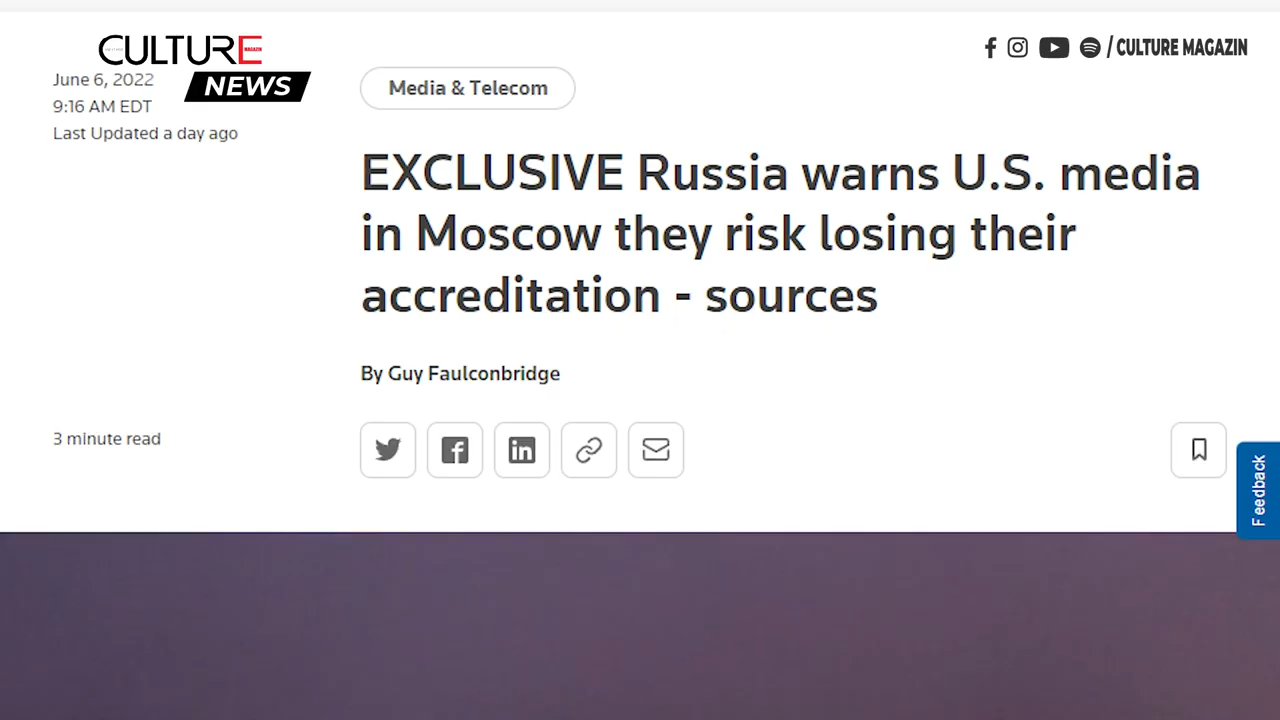 CULTURE
MAGAZIN
NEWS
/ CULTURE MAGAZIN
June 6, 2022
9:16 AM EDT
Last Updated a day ago
Media & Telecom
EXCLUSIVE Russia warns U.S. media
in Moscow they risk losing their
accreditation - sources
By Guy Faulconbridge
3 minute read
Feedback